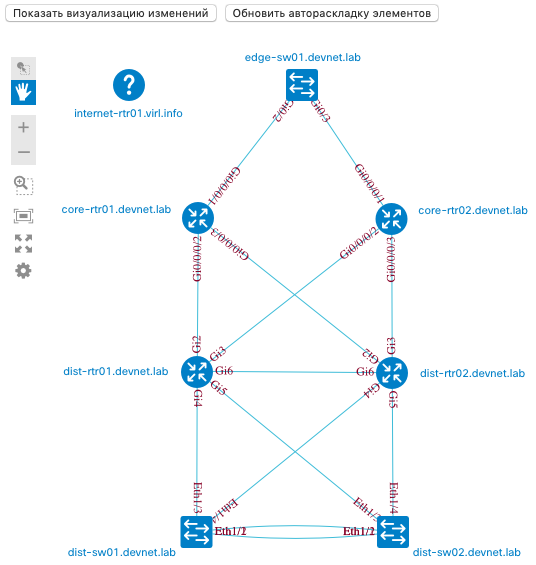 Показать визуализацию изменений
Обновить автораскладку элементов
edge-sw01.devnet.lab
internet-rtr01.virl.info
Gi0/2
Gi0/3
Gi0/0/0/1
Gi0/0/0/1
core-rtr01.devnet.lab
core-rtr02.devnet.lab
Gi0/0/0/2
Gi0/0/0/3
Gi0/0/0/2
Gi0/0/0/3
Gi2
Gi3
Gi2
Gi3
dist-rtr01.devnet.lab
Gi6
Gi6
dist-rtr02.devnet.lab
Gi4
Gi5
Gi4
Gi5
Eth1/3
Eth1/4
Eth1/3
Eth1/4
dist-sw01.devnet.lab
dist-sw02.devnet.lab